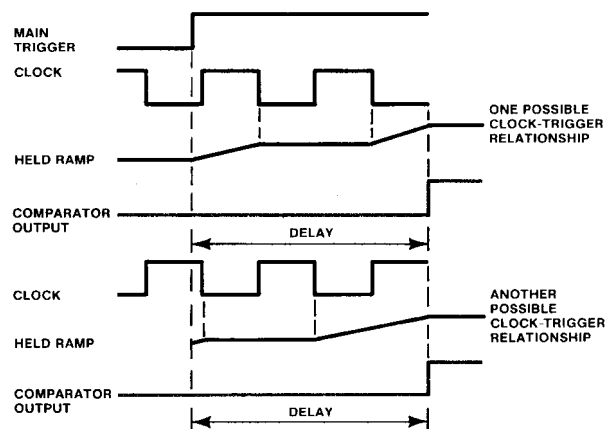 MAIN
TRIGGER
CLOCK
ONE POSSIBLE
CLOCK-TRIGGER
RELATIONSHIP
HELD RAMP
COMPARATOR
OUTPUT
DELAY
CLOCK
ANOTHER
POSSIBLE
CLOCK-TRIGGER
RELATIONSHIP
HELD RAMP
COMPARATOR
OUTPUT
DELAY